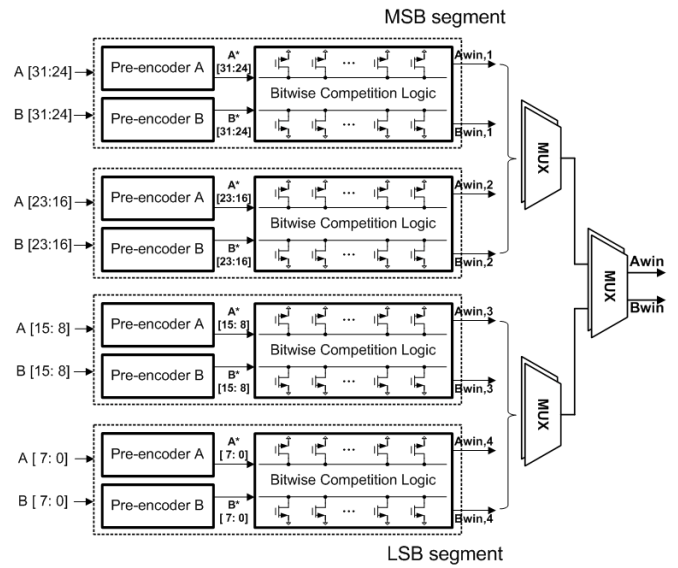 MSB segment
A [31:24]
Pre-encoder A
A*
[31:24]
Awin,1
Bitwise Competition Logic
B [31:24]
Pre-encoder B
B*
[31:24]
Bwin,1
MUX
A [23:16]
Pre-encoder A
A*
[23:16]
Awin,2
Bitwise Competition Logic
B [23:16]
Pre-encoder B
B*
[23:16]
Bwin,2
MUX
Awin
Bwin
A [15: 8]
Pre-encoder A
A*
[15: 8]
Awin,3
Bitwise Competition Logic
B [15: 8]
Pre-encoder B
B*
[15: 8]
Bwin,3
MUX
A [ 7: 0]
Pre-encoder A
A*
[ 7: 0]
Awin,4
Bitwise Competition Logic
B [ 7: 0]
Pre-encoder B
B*
[ 7: 0]
Bwin,4
LSB segment